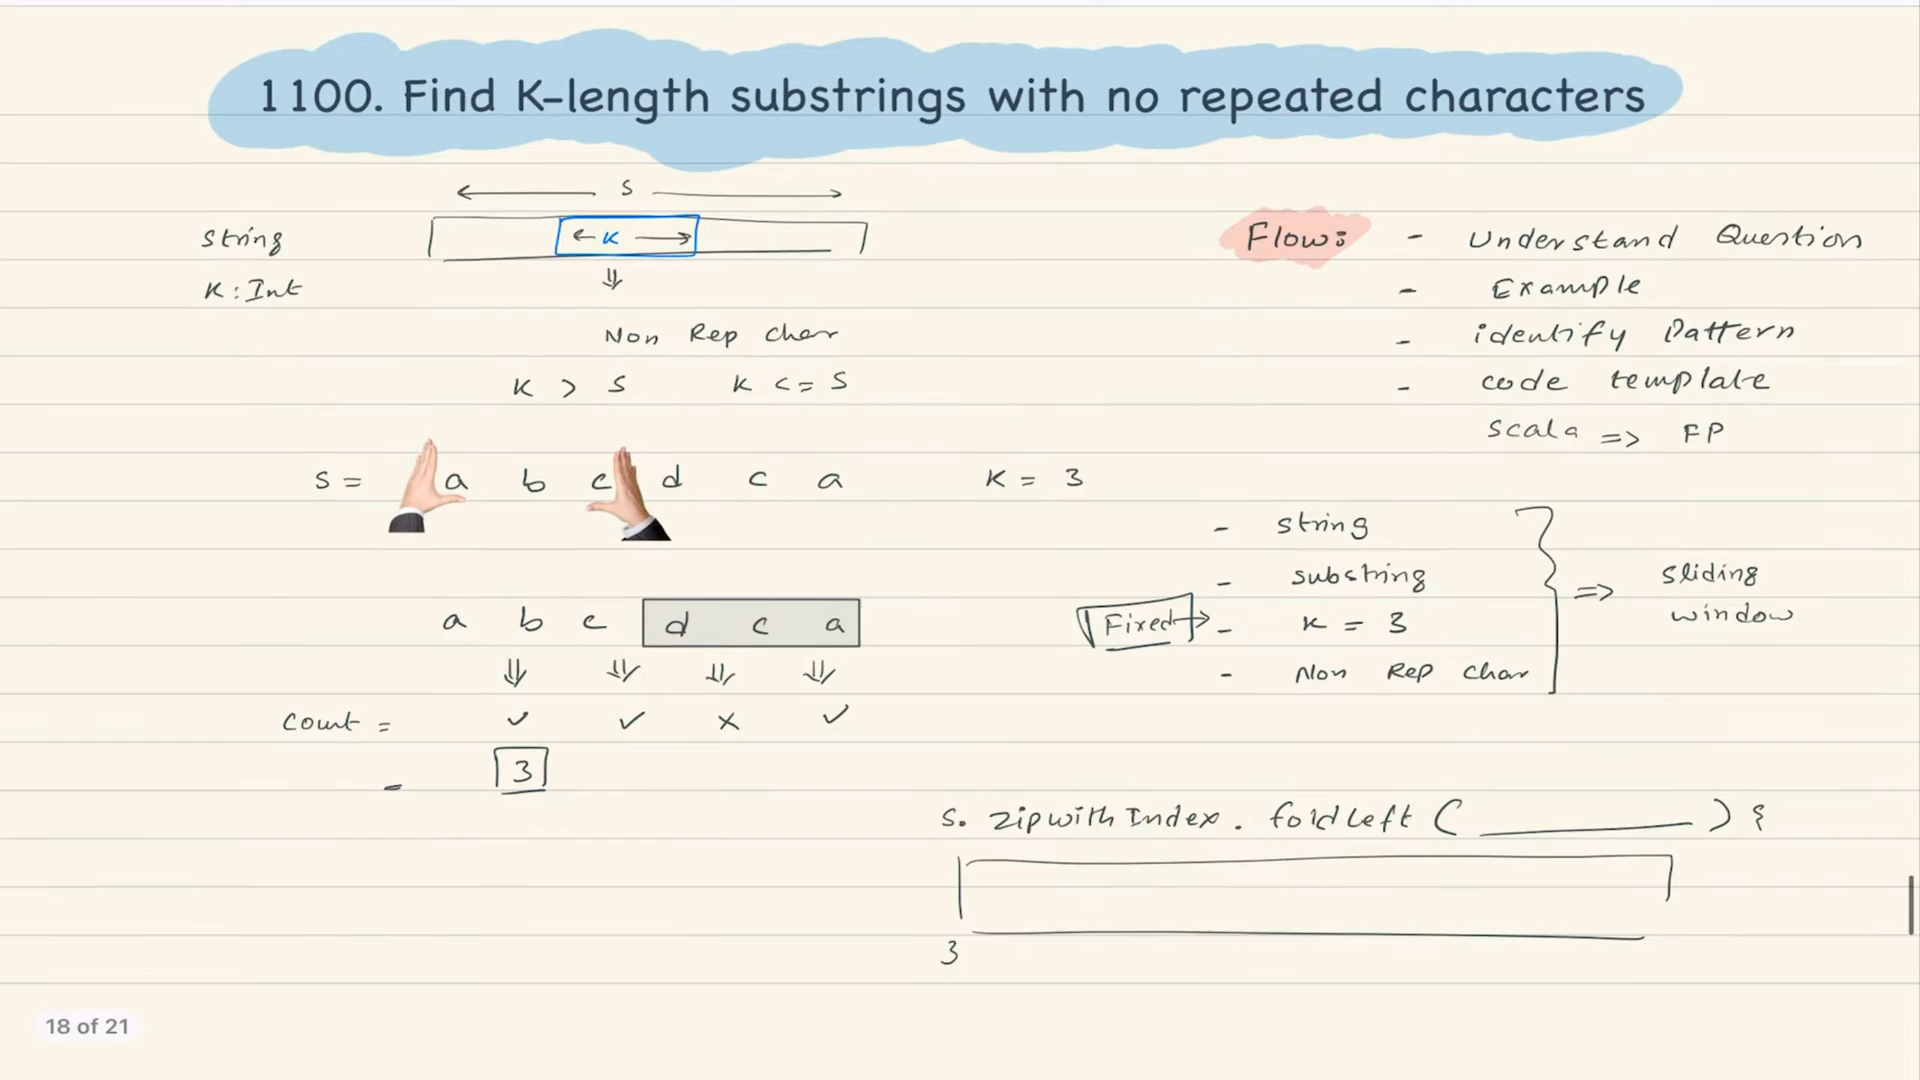 1100. Find K-length substrings with no repeated characters
S
String
K
K : Int
Non Rep Char
K > S K <= S
S = a b c d c a K = 3
a b c d c a
Count = ✓ ✓ x ✓
= 3
Flow:
- Understand Question
- Example
- identify Pattern
- code template
Scala => FP
- string
- substring
Fixed → - K = 3
- Non Rep Char
=> sliding
window
S. zipwithIndex. foldLeft ( ________ ) {
}
18 of 21